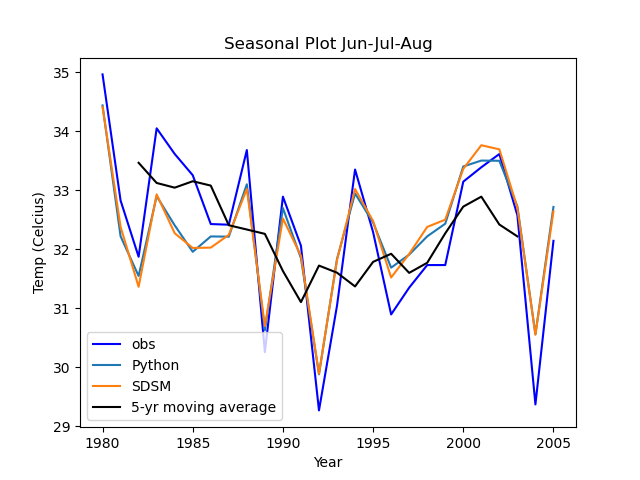 Seasonal Plot Jun-Jul-Aug
35
34
33
32
31
30
29
Temp (Celcius)
obs
Python
SDSM
5-yr moving average
1980 1985 1990 1995 2000 2005
Year